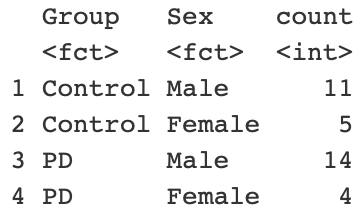 Group Sex count
<fct> <fct> <int>
1 Control Male 11
2 Control Female 5
3 PD Male 14
4 PD Female 4